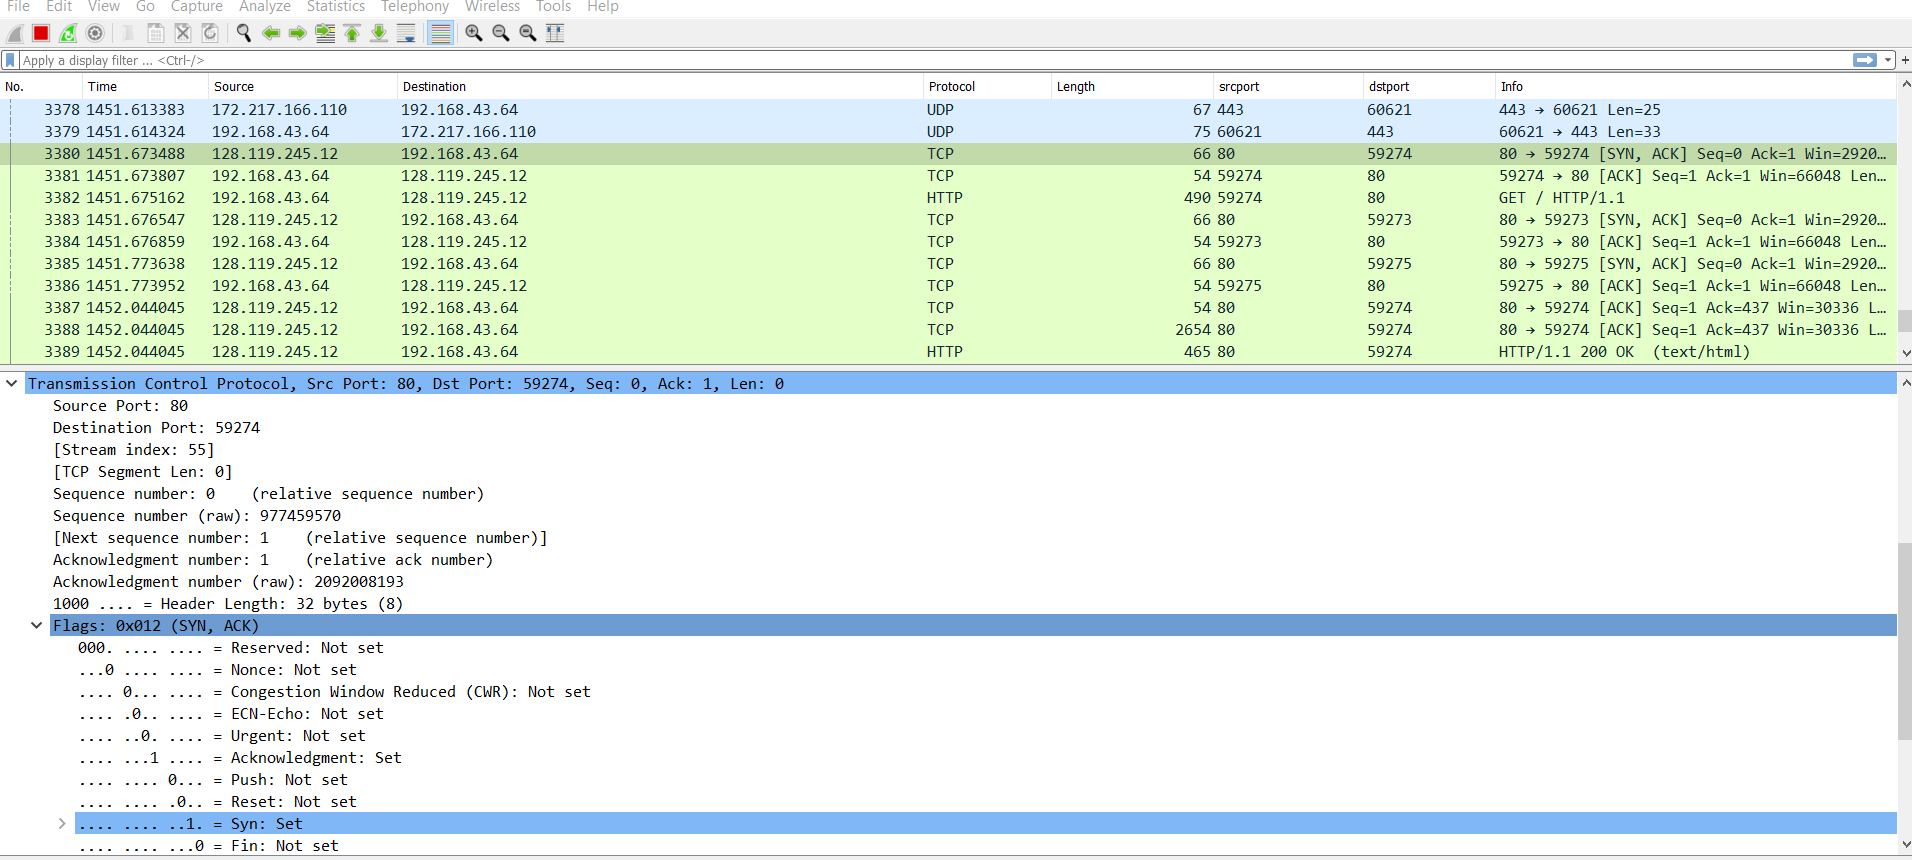 File Edit View Go Capture Analyze Statistics Telephony Wireless Tools Help
Apply a display filter ... <Ctrl-/>
No. Time Source Destination Protocol Length srcport dstport Info
3378 1451.613383 172.217.166.110 192.168.43.64 UDP 67 443 60621 443 → 60621 Len=25
3379 1451.614324 192.168.43.64 172.217.166.110 UDP 75 60621 443 60621 → 443 Len=33
3380 1451.673488 128.119.245.12 192.168.43.64 TCP 66 80 59274 80 → 59274 [SYN, ACK] Seq=0 Ack=1 Win=2920…
3381 1451.673807 192.168.43.64 128.119.245.12 TCP 54 59274 80 59274 → 80 [ACK] Seq=1 Ack=1 Win=66048 Len…
3382 1451.675162 192.168.43.64 128.119.245.12 HTTP 490 59274 80 GET / HTTP/1.1
3383 1451.676547 128.119.245.12 192.168.43.64 TCP 66 80 59273 80 → 59273 [SYN, ACK] Seq=0 Ack=1 Win=2920…
3384 1451.676859 192.168.43.64 128.119.245.12 TCP 54 59273 80 59273 → 80 [ACK] Seq=1 Ack=1 Win=66048 Len…
3385 1451.773638 128.119.245.12 192.168.43.64 TCP 66 80 59275 80 → 59275 [SYN, ACK] Seq=0 Ack=1 Win=2920…
3386 1451.773952 192.168.43.64 128.119.245.12 TCP 54 59275 80 59275 → 80 [ACK] Seq=1 Ack=1 Win=66048 Len…
3387 1452.044045 128.119.245.12 192.168.43.64 TCP 54 80 59274 80 → 59274 [ACK] Seq=1 Ack=437 Win=30336 L…
3388 1452.044045 128.119.245.12 192.168.43.64 TCP 2654 80 59274 80 → 59274 [ACK] Seq=1 Ack=437 Win=30336 L…
3389 1452.044045 128.119.245.12 192.168.43.64 HTTP 465 80 59274 HTTP/1.1 200 OK (text/html)
Transmission Control Protocol, Src Port: 80, Dst Port: 59274, Seq: 0, Ack: 1, Len: 0
Source Port: 80
Destination Port: 59274
[Stream index: 55]
[TCP Segment Len: 0]
Sequence number: 0 (relative sequence number)
Sequence number (raw): 977459570
[Next sequence number: 1 (relative sequence number)]
Acknowledgment number: 1 (relative ack number)
Acknowledgment number (raw): 2092008193
1000 .... = Header Length: 32 bytes (8)
Flags: 0x012 (SYN, ACK)
000. .... .... = Reserved: Not set
...0 .... .... = Nonce: Not set
.... 0... .... = Congestion Window Reduced (CWR): Not set
.... .0.. .... = ECN-Echo: Not set
.... ..0. .... = Urgent: Not set
.... ...1 .... = Acknowledgment: Set
.... .... 0... = Push: Not set
.... .... .0.. = Reset: Not set
.... .... ..1. = Syn: Set
.... .... ...0 = Fin: Not set